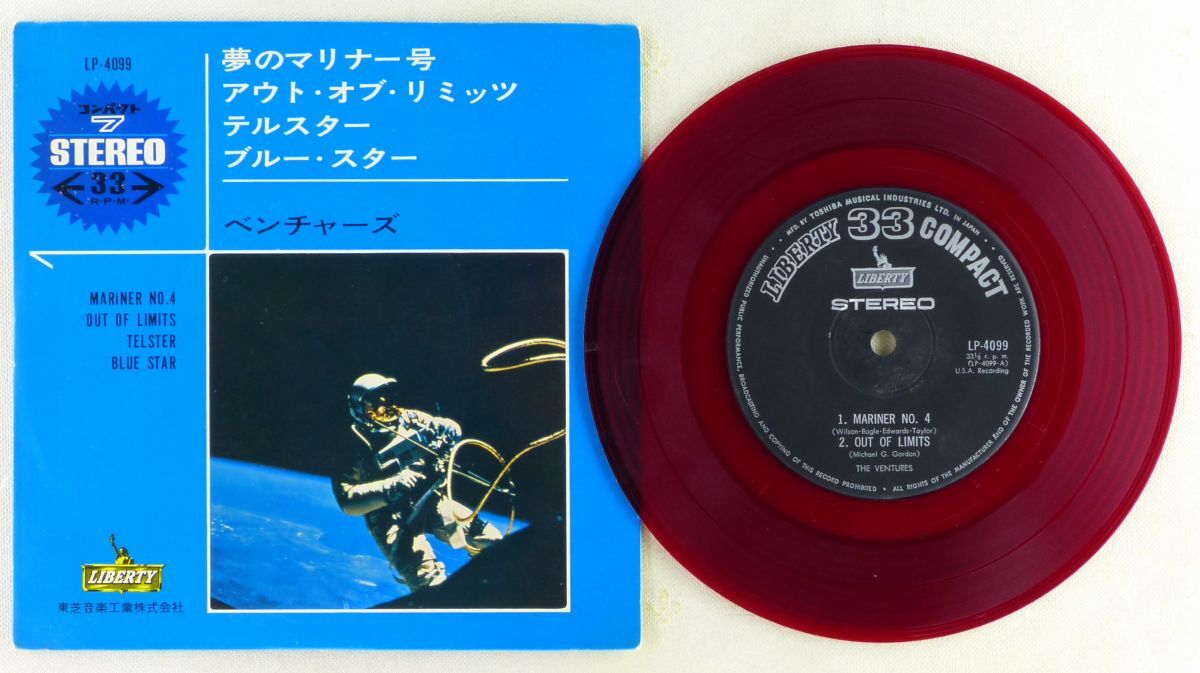 LP-4099
コンパクト
7
STEREO
33
R・P・M・
夢のマリナー号
アウト・オブ・リミッツ
テルスター
ブルー・スター
ベンチャーズ
MARINER NO.4
OUT OF LIMITS
TELSTER
BLUE STAR
LIBERTY
東芝音楽工業株式会社
MFD. BY TOSHIBA MUSICAL INDUSTRIES LTD. IN JAPAN
LIBERTY 33 COMPACT
LIBERTY
STEREO
LP-4099
33⅓ r. p. m.
(LP-4099-A)
U.S.A. Recording
1. MARINER NO. 4
(Wilson-Bogle-Edwards-Taylor)
2. OUT OF LIMITS
(Michael G. Gordon)
THE VENTURES
UNAUTHORIZED PUBLIC PERFORMANCE, BROADCASTING AND COPYING OF THIS RECORD PROHIBITED • ALL RIGHTS OF THE MANUFACTURER AND OF THE OWNER OF THE RECORDED WORK ARE RESERVED